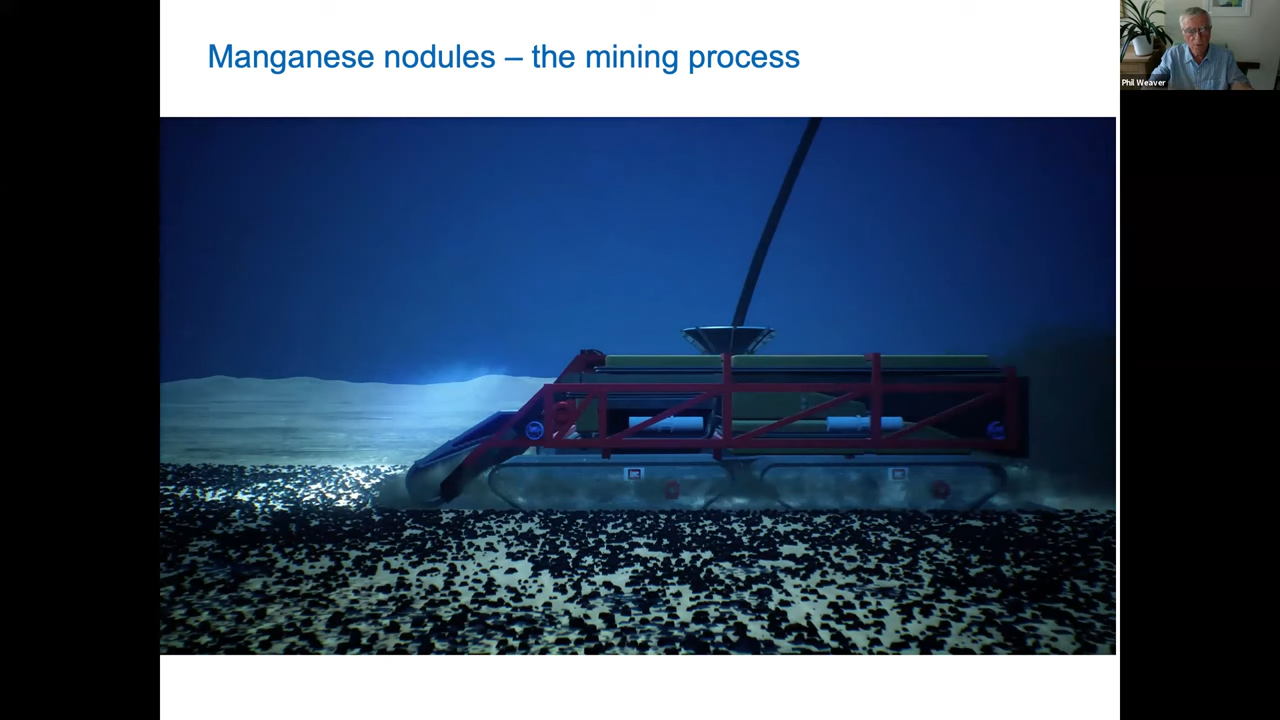 Manganese nodules – the mining process
Phil Weaver